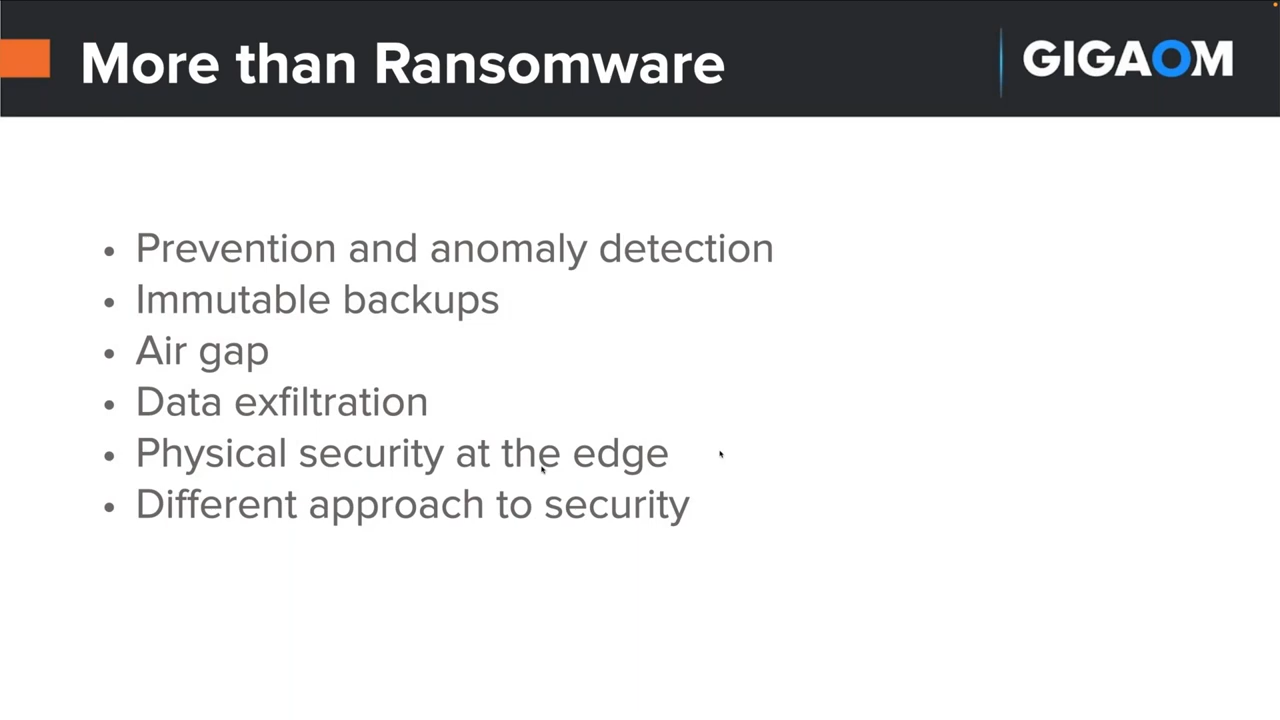 More than Ransomware
GIGAOM
• Prevention and anomaly detection
• Immutable backups
• Air gap
• Data exfiltration
• Physical security at the edge
• Different approach to security